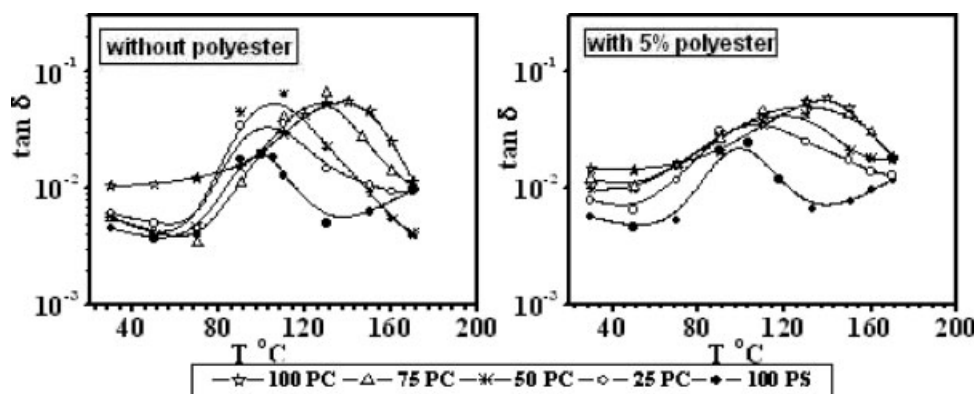 without polyester
with 5% polyester
10⁻¹
10⁻²
10⁻³
tan δ
40 80 120 160 200
T °C
10⁻¹
10⁻²
10⁻³
tan δ
40 80 120 160 200
T °C
100 PC 75 PC 50 PC 25 PC 100 PS